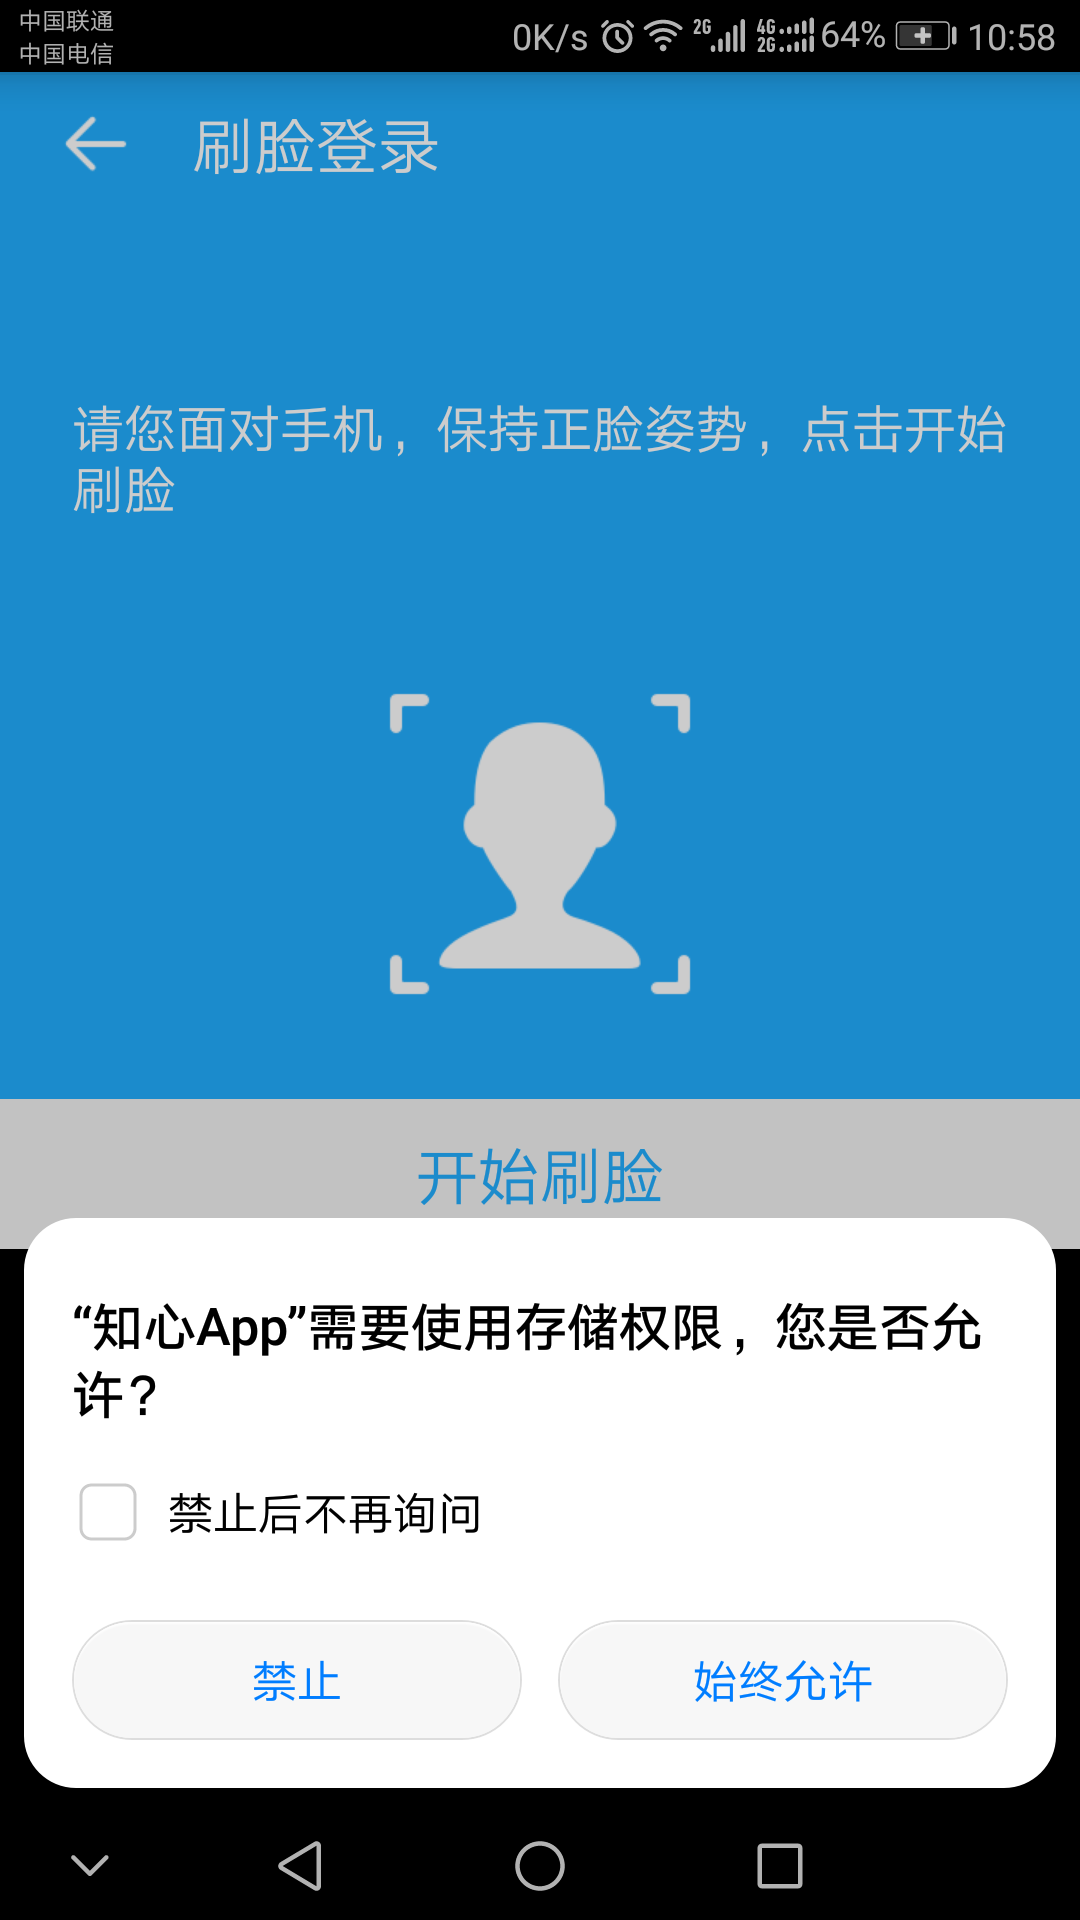 中国联通
中国电信
0K/s 2G 4G 2G 64% 10:58
刷脸登录
请您面对手机，保持正脸姿势，点击开始
刷脸
开始刷脸
“知心App”需要使用存储权限，您是否允
许？
禁止后不再询问
禁止 始终允许